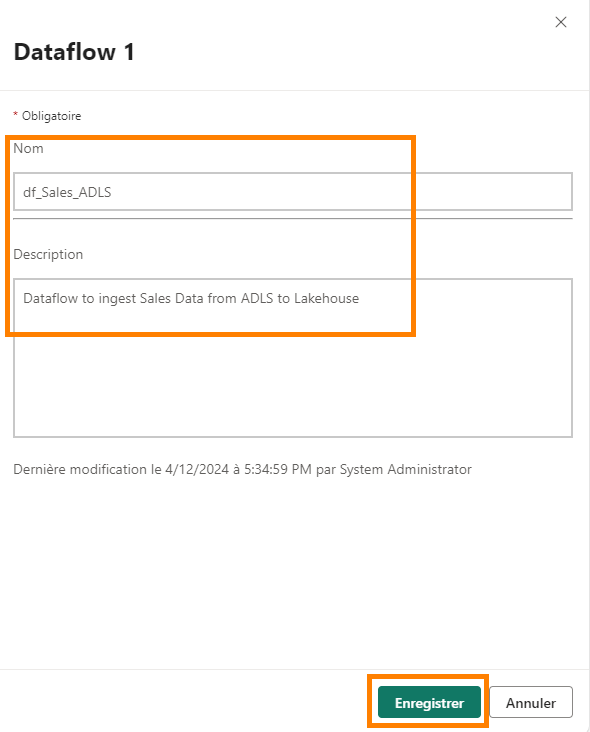 Dataflow 1
* Obligatoire
Nom
df_Sales_ADLS
Description
Dataflow to ingest Sales Data from ADLS to Lakehouse
Dernière modification le 4/12/2024 à 5:34:59 PM par System Administrator
Enregistrer
Annuler